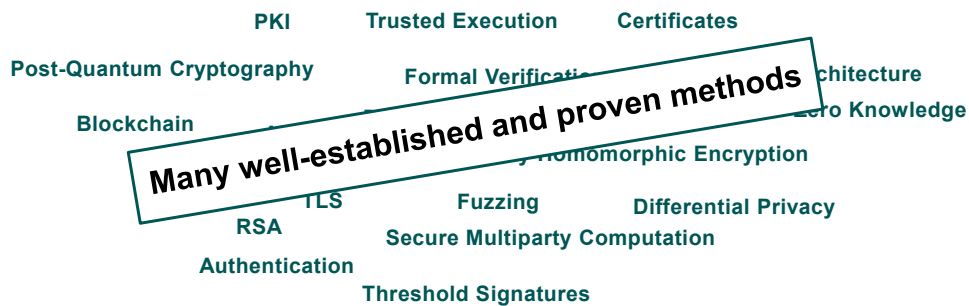 PKI Trusted Execution Certificates
Post-Quantum Cryptography Formal Verificatio chitecture
Blockchain Zero Knowledge
Many well-established and proven methods
y Homomorphic Encryption
TLS Fuzzing Differential Privacy
RSA Secure Multiparty Computation
Authentication
Threshold Signatures